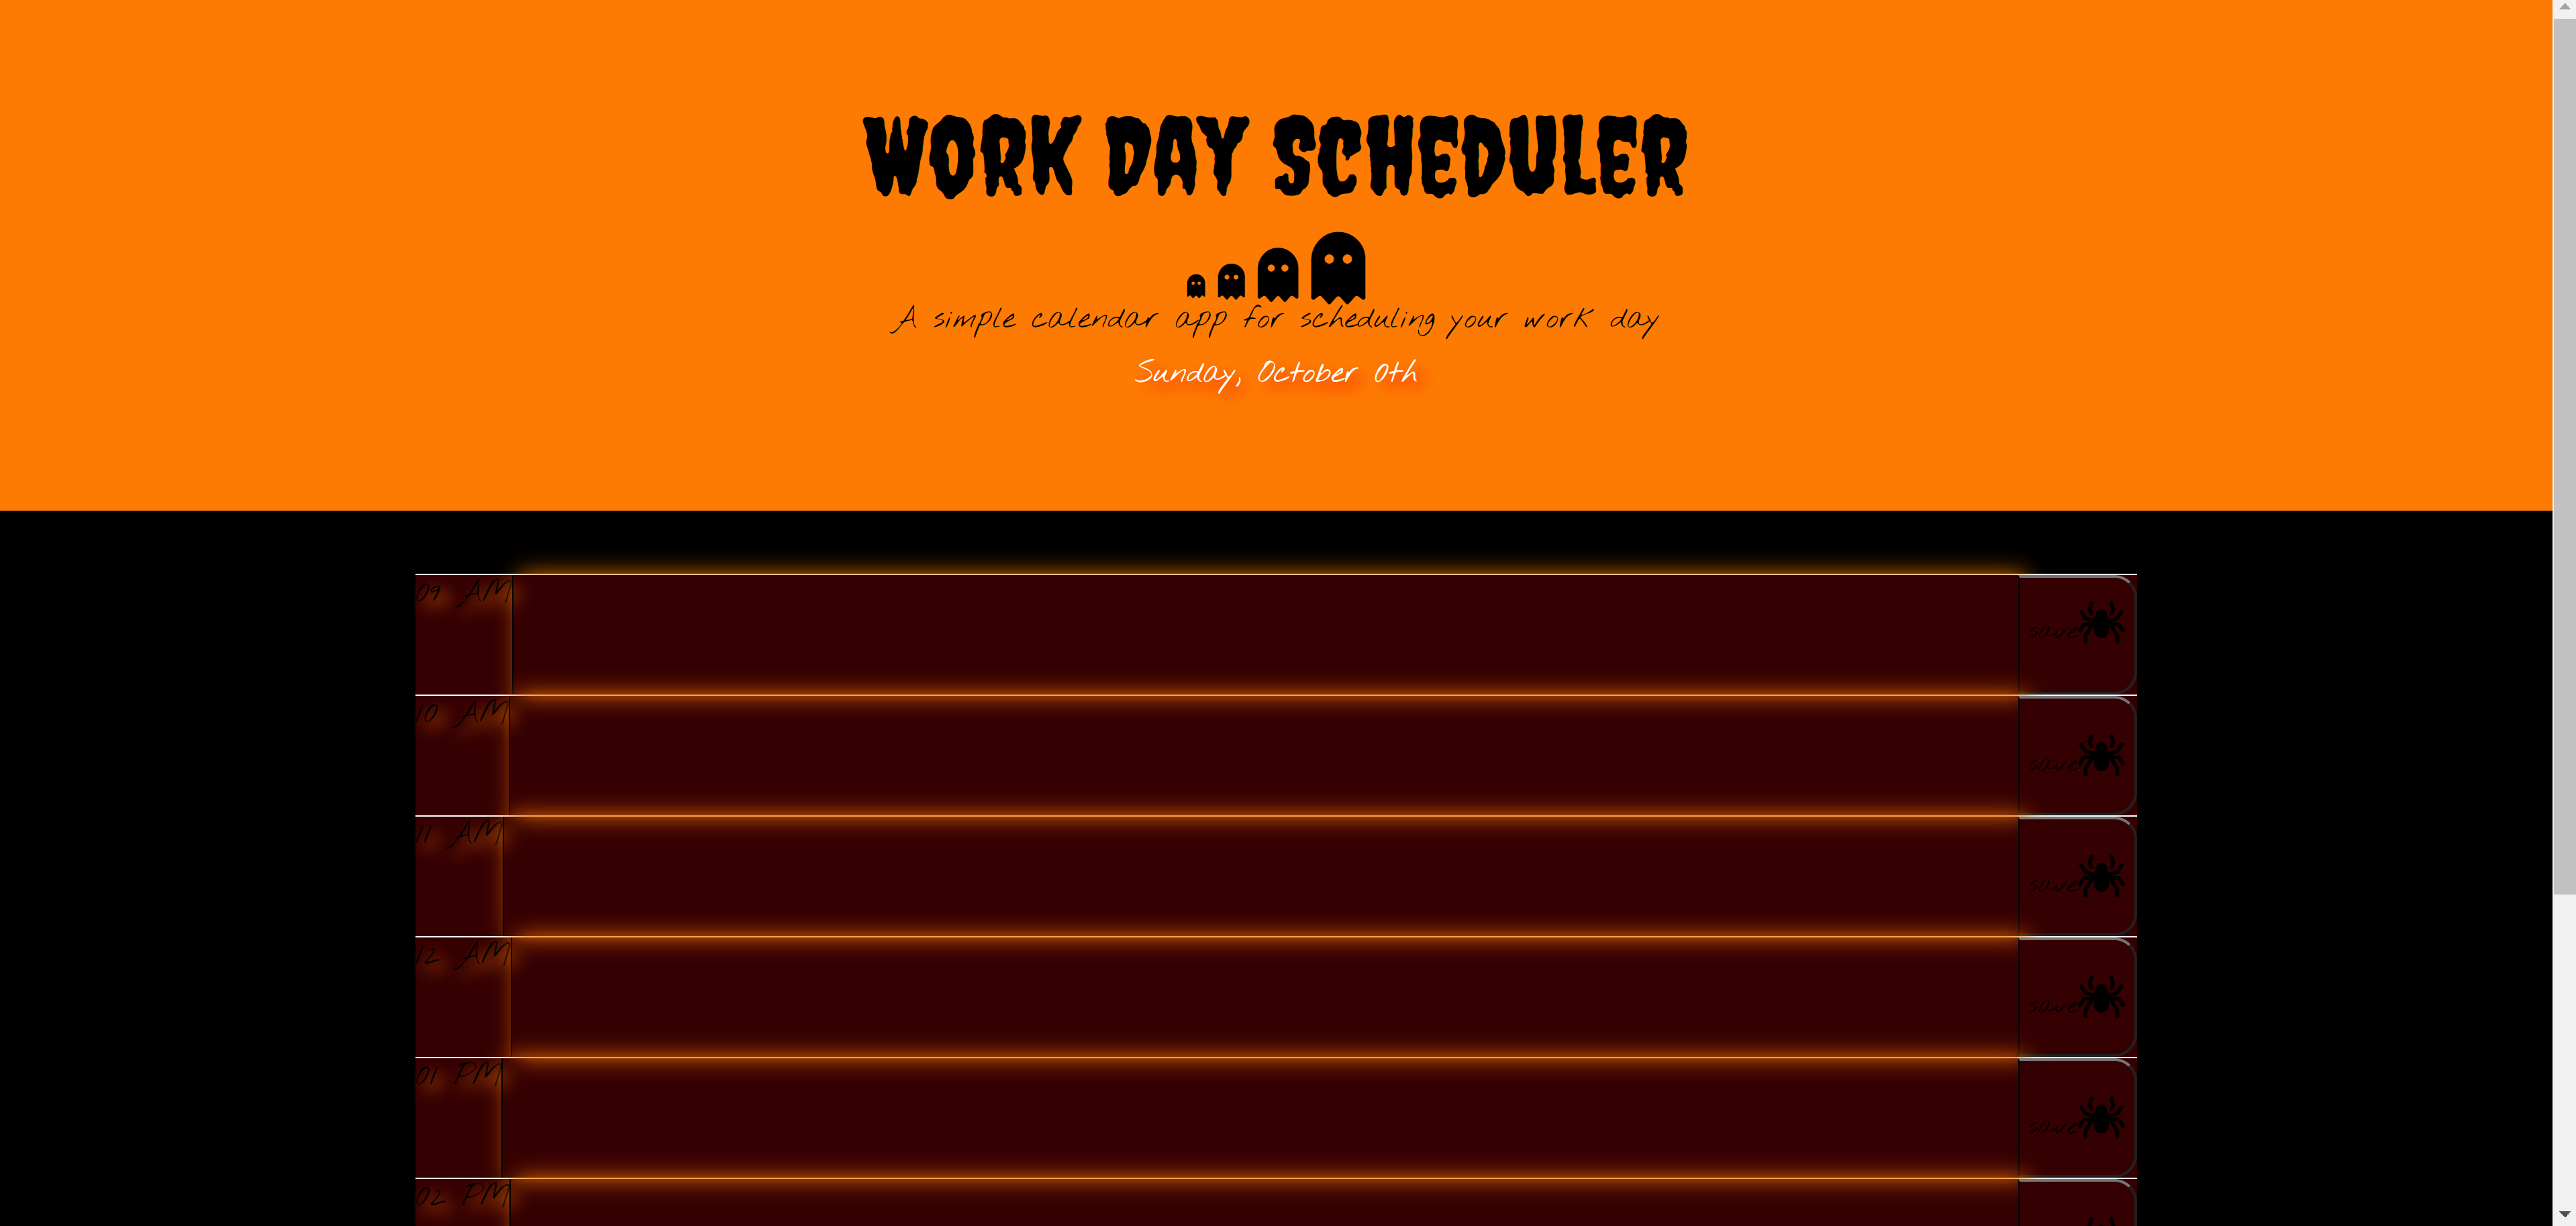 WORK DAY SCHEDULER
A simple calendar app for scheduling your work day
Sunday, October 0th
09 AM
save
10 AM
save
11 AM
save
12 AM
save
01 PM
save
02 PM